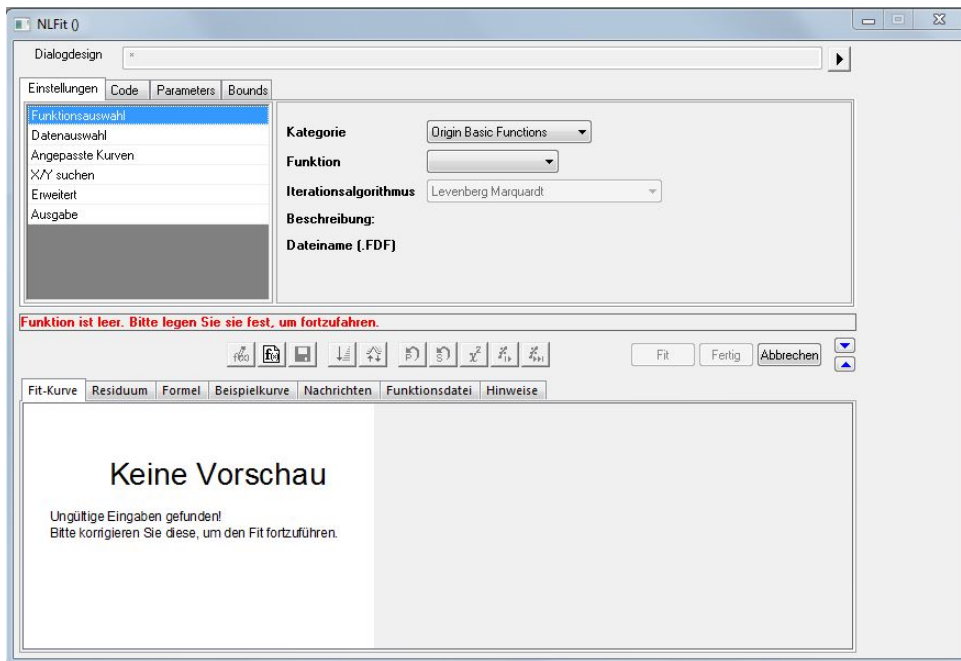 NLFit ()
Dialogdesign *
Einstellungen Code Parameters Bounds
Funktionsauswahl
Datenauswahl
Angepasste Kurven
X/Y suchen
Erweitert
Ausgabe
Kategorie Origin Basic Functions
Funktion
Iterationsalgorithmus Levenberg Marquardt
Beschreibung:
Dateiname (.FDF)
Funktion ist leer. Bitte legen Sie sie fest, um fortzufahren.
Fit Fertig Abbrechen
Fit-Kurve Residuum Formel Beispielkurve Nachrichten Funktionsdatei Hinweise
Keine Vorschau
Ungültige Eingaben gefunden!
Bitte korrigieren Sie diese, um den Fit fortzuführen.